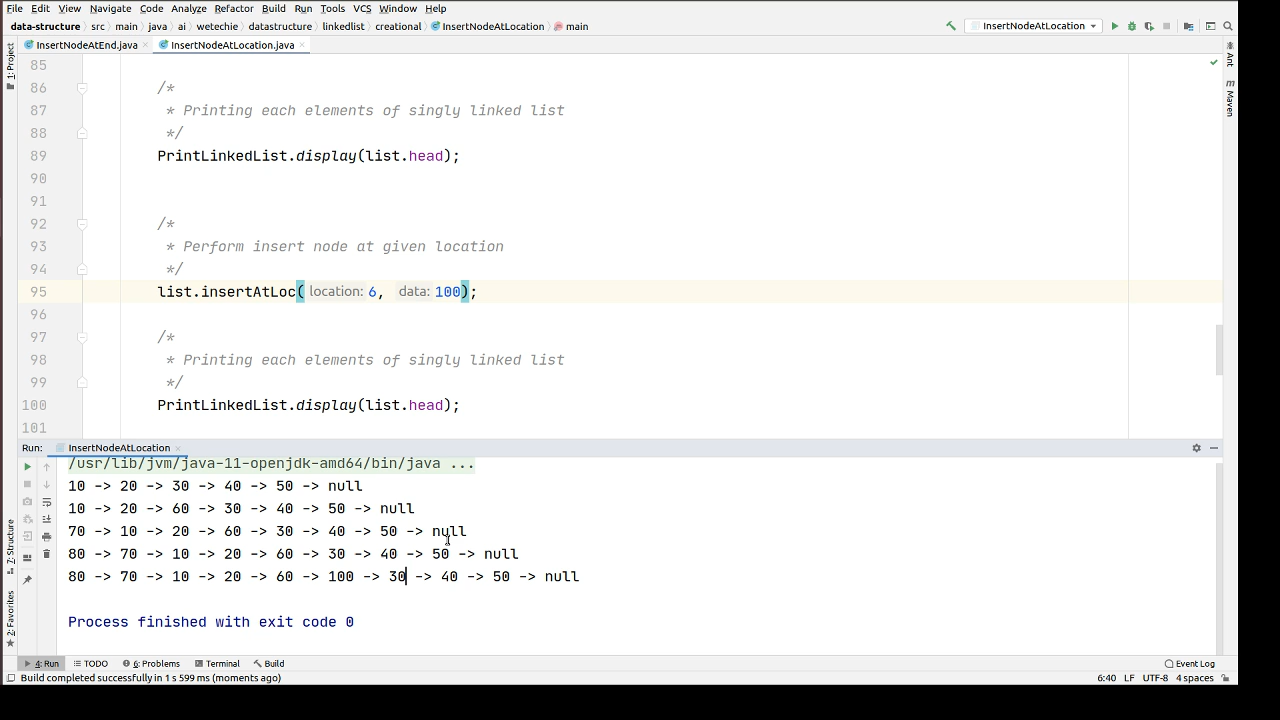 File Edit View Navigate Code Analyze Refactor Build Run Tools VCS Window Help
data-structure src main java ai wetechie datastructure linkedlist creational InsertNodeAtLocation main InsertNodeAtLocation
InsertNodeAtEnd.java InsertNodeAtLocation.java
1: Project
Ant
Maven
85
86 /*
87 * Printing each elements of singly linked list
88 */
89 PrintLinkedList.display(list.head);
90
91
92 /*
93 * Perform insert node at given location
94 */
95 list.insertAtLoc( location: 6, data: 100);
96
97 /*
98 * Printing each elements of singly linked list
99 */
100 PrintLinkedList.display(list.head);
101
Run: InsertNodeAtLocation
/usr/lib/jvm/java-11-openjdk-amd64/bin/java ...
10 -> 20 -> 30 -> 40 -> 50 -> null
10 -> 20 -> 60 -> 30 -> 40 -> 50 -> null
70 -> 10 -> 20 -> 60 -> 30 -> 40 -> 50 -> null
80 -> 70 -> 10 -> 20 -> 60 -> 30 -> 40 -> 50 -> null
80 -> 70 -> 10 -> 20 -> 60 -> 100 -> 30 -> 40 -> 50 -> null
Process finished with exit code 0
7: Structure
2: Favorites
4: Run TODO 6: Problems Terminal Build Event Log
Build completed successfully in 1 s 599 ms (moments ago) 6:40 LF UTF-8 4 spaces